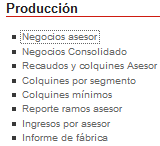 Producción
Negocios asesor
Negocios Consolidado
Recaudos y colquines Asesor
Colquines por segmento
Colquines mínimos
Reporte ramos asesor
Ingresos por asesor
Informe de fábrica